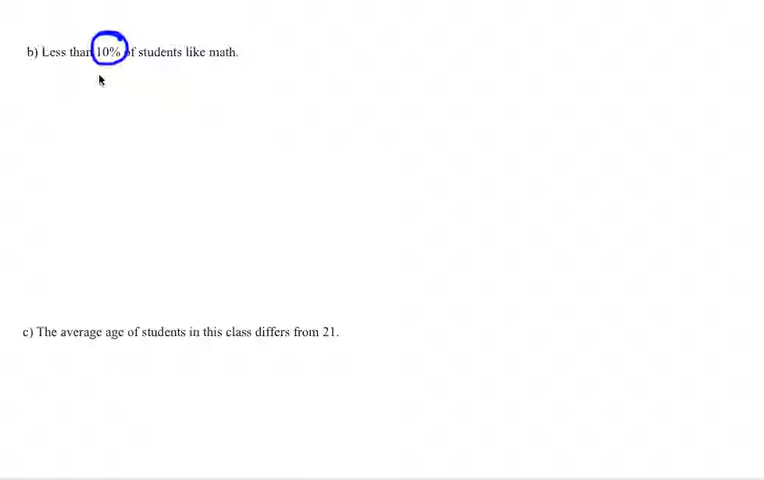 b) Less than 10% of students like math.
c) The average age of students in this class differs from 21.